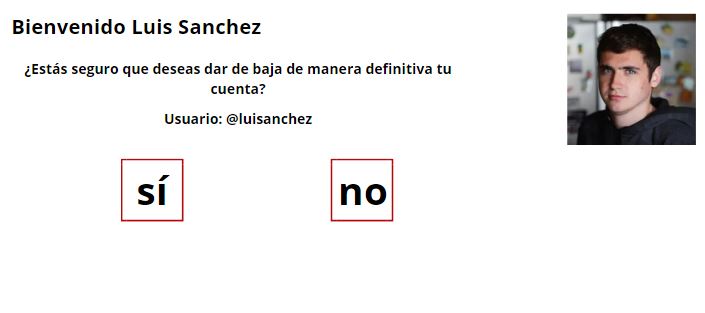 Bienvenido Luis Sanchez
¿Estás seguro que deseas dar de baja de manera definitiva tu
cuenta?
Usuario: @luisanchez
sí
no